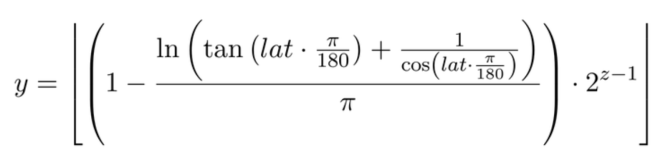 y = ⌊(1 − ln(tan(lat · π/180) + 1/cos(lat·π/180))/π) · 2^{z−1}⌋